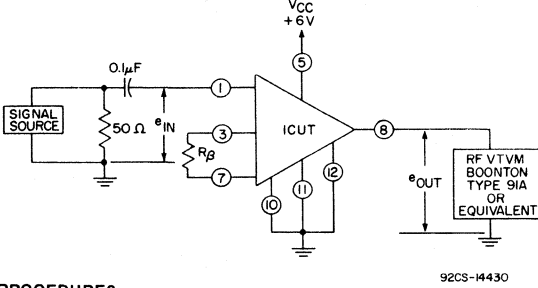 VCC
+6V
5
0.1μF
1
SIGNAL
SOURCE
50 Ω
eIN
3
Rβ
7
ICUT
8
10
11
12
eOUT
RF VTVM
BOONTON
TYPE 91A
OR
EQUIVALENT
92CS-14430